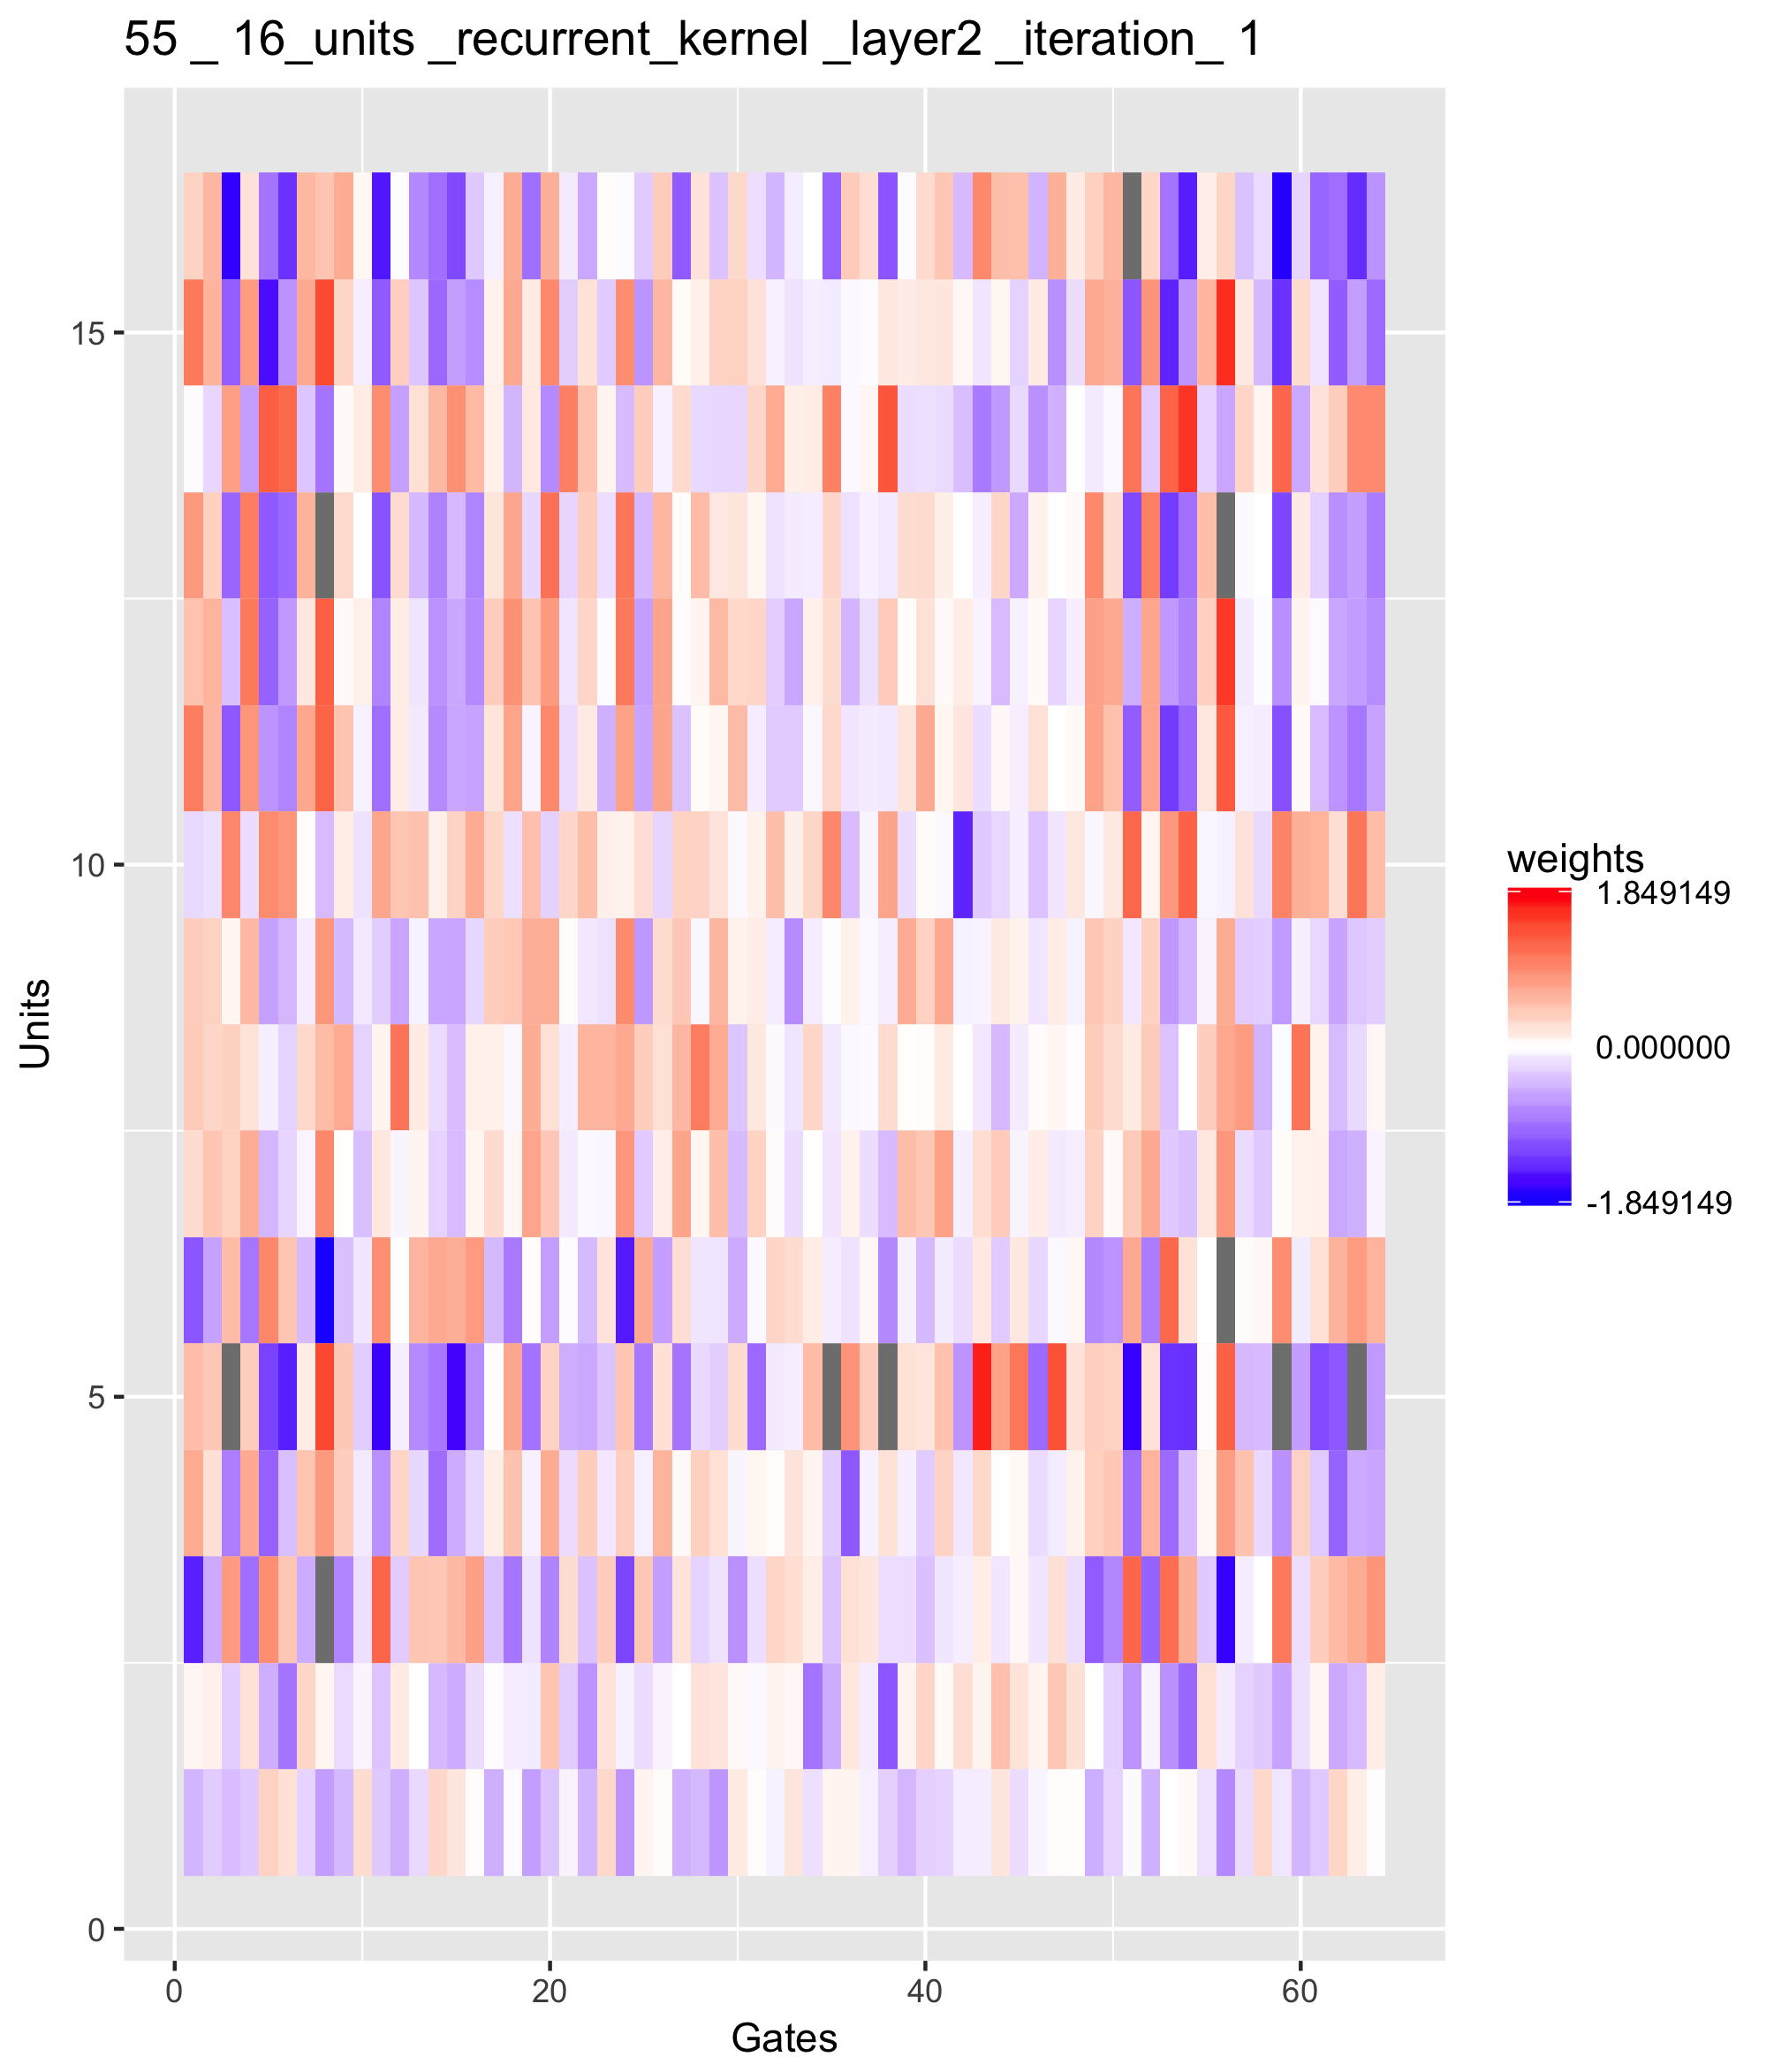 55 _ 16_units _recurrent_kernel _layer2 _iteration_ 1
15
10
5
0
Units
0 20 40 60
Gates
weights
1.849149
0.000000
-1.849149